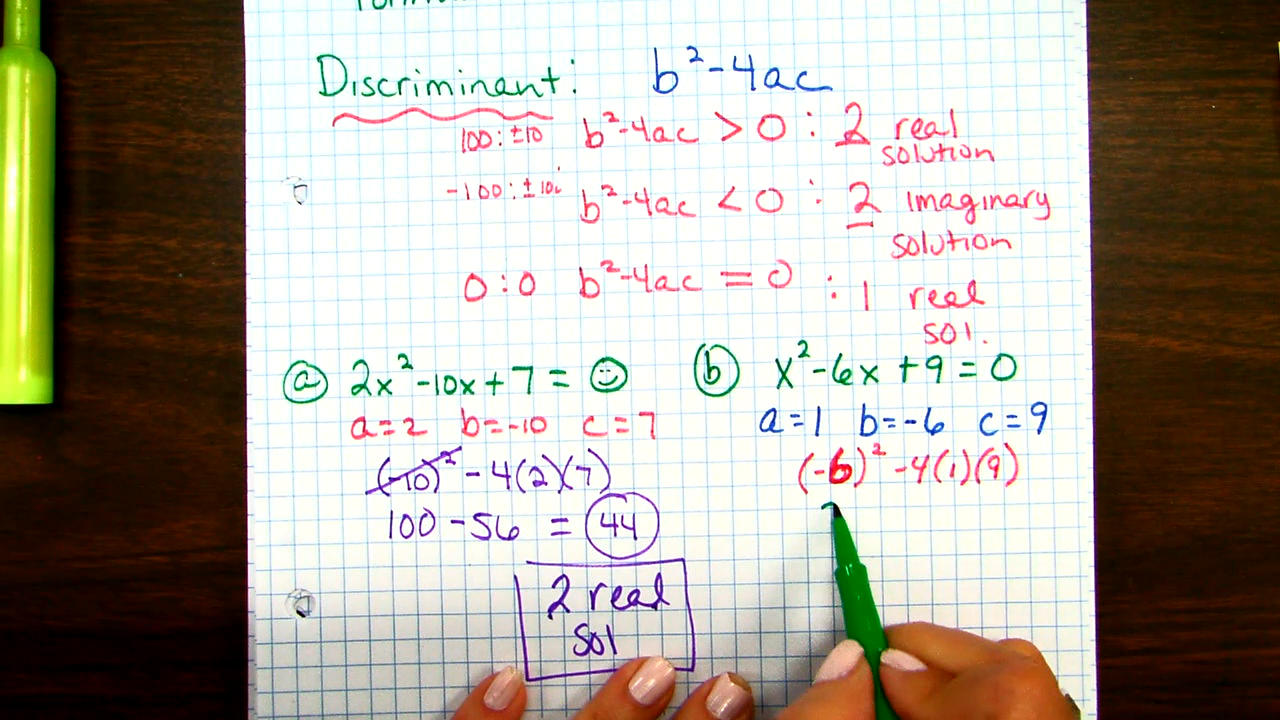 Discriminant: b²-4ac
100:±10 b²-4ac > 0 : 2 real solution
-100:±10i b²-4ac < 0 : 2 imaginary solution
0:0 b²-4ac = 0 : 1 real sol.
(a) 2x²-10x+7 = ☺
a=2 b=-10 c=7
(-10)² -4(2)(7)
100 -56 = 44
2 real
sol
(b) x²-6x+9=0
a=1 b=-6 c=9
(-6)² -4(1)(9)